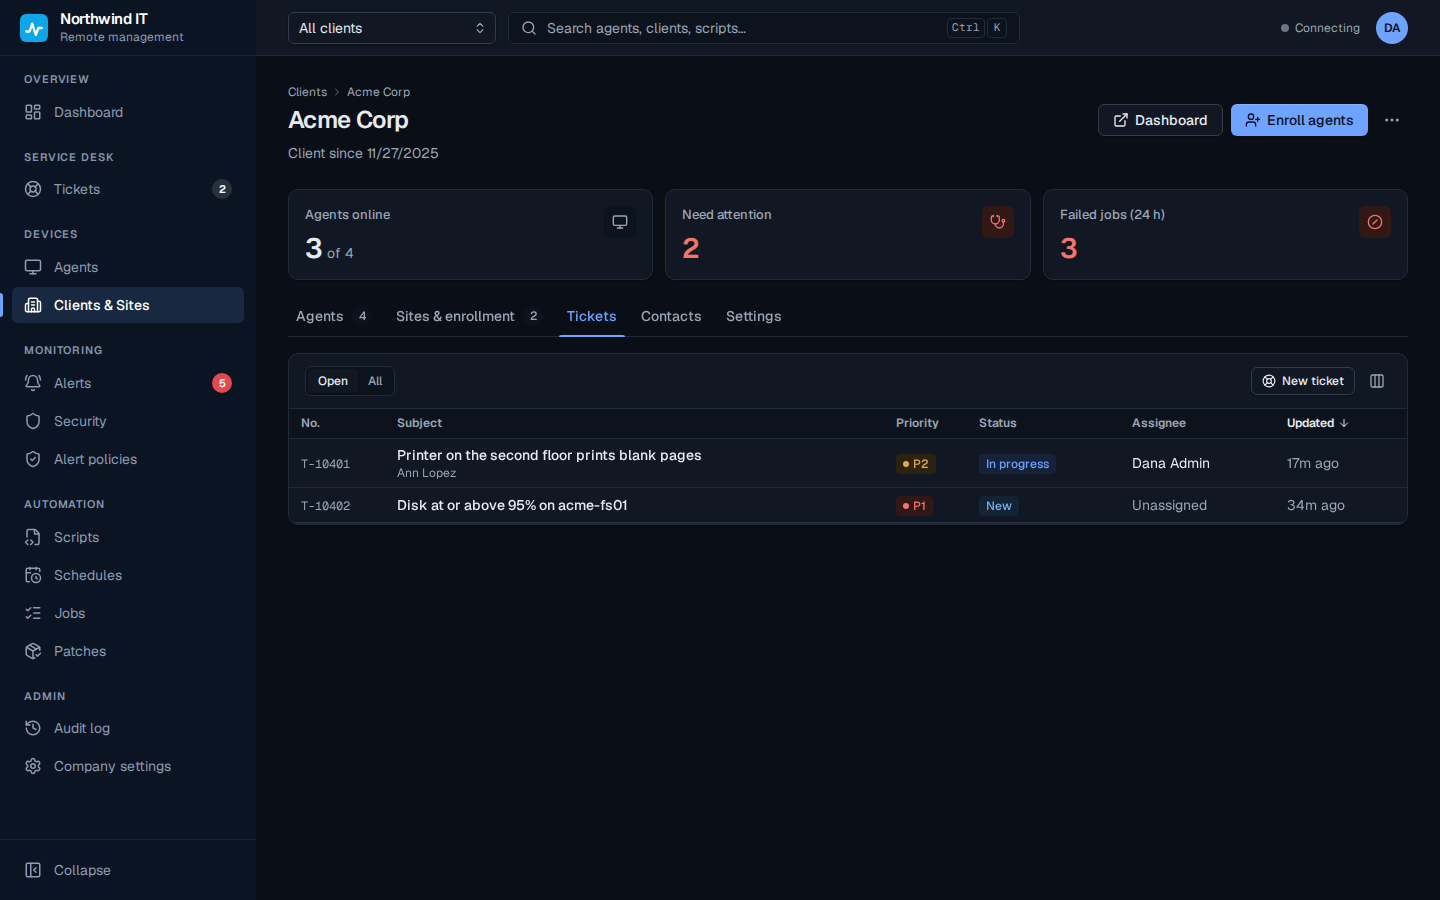 Northwind IT
Remote management
All clients
Search agents, clients, scripts...
Ctrl K
Connecting
DA
OVERVIEW
Dashboard
SERVICE DESK
Tickets 2
DEVICES
Agents
Clients & Sites
MONITORING
Alerts 5
Security
Alert policies
AUTOMATION
Scripts
Schedules
Jobs
Patches
ADMIN
Audit log
Company settings
Collapse
Clients > Acme Corp
Acme Corp
Client since 11/27/2025
Dashboard
Enroll agents
Agents online
3 of 4
Need attention
2
Failed jobs (24 h)
3
Agents 4 Sites & enrollment 2 Tickets Contacts Settings
Open All
New ticket
No. Subject Priority Status Assignee Updated ↓
T-10401 Printer on the second floor prints blank pages P2 In progress Dana Admin 17m ago
Ann Lopez
T-10402 Disk at or above 95% on acme-fs01 P1 New Unassigned 34m ago